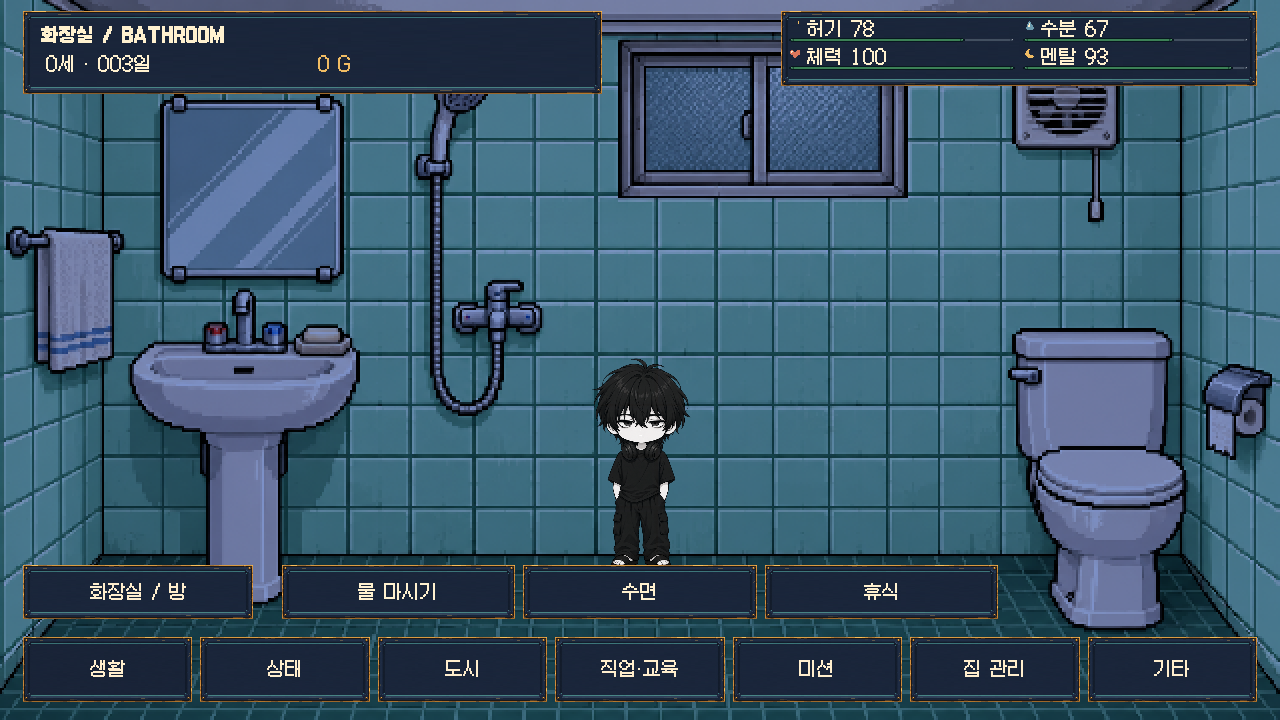 화장실 / BATHROOM
0세 · 003일 0 G
허기 78 수분 67
체력 100 멘탈 93
화장실 / 방 물 마시기 수면 휴식
생활 상태 도시 직업·교육 미션 집 관리 기타